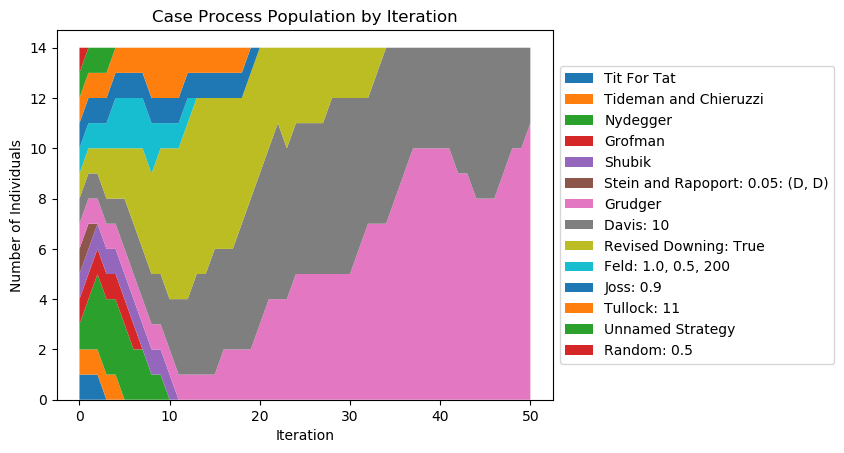 Case Process Population by Iteration
Number of Individuals
14
12
10
8
6
4
2
0
0 10 20 30 40 50
Iteration
Tit For Tat
Tideman and Chieruzzi
Nydegger
Grofman
Shubik
Stein and Rapoport: 0.05: (D, D)
Grudger
Davis: 10
Revised Downing: True
Feld: 1.0, 0.5, 200
Joss: 0.9
Tullock: 11
Unnamed Strategy
Random: 0.5